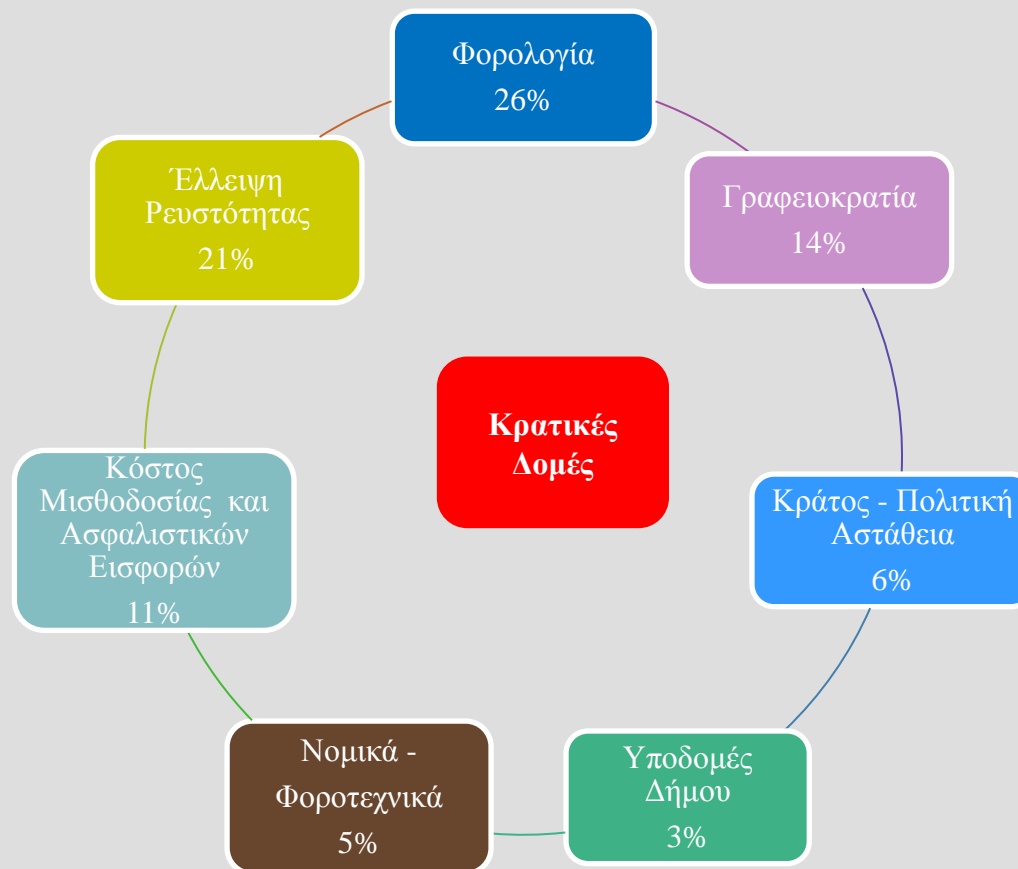 Φορολογία
26%
Γραφειοκρατία
14%
Κράτος - Πολιτική
Αστάθεια
6%
Υποδομές
Δήμου
3%
Νομικά -
Φοροτεχνικά
5%
Κόστος
Μισθοδοσίας και
Ασφαλιστικών
Εισφορών
11%
Έλλειψη
Ρευστότητας
21%
Κρατικές
Δομές